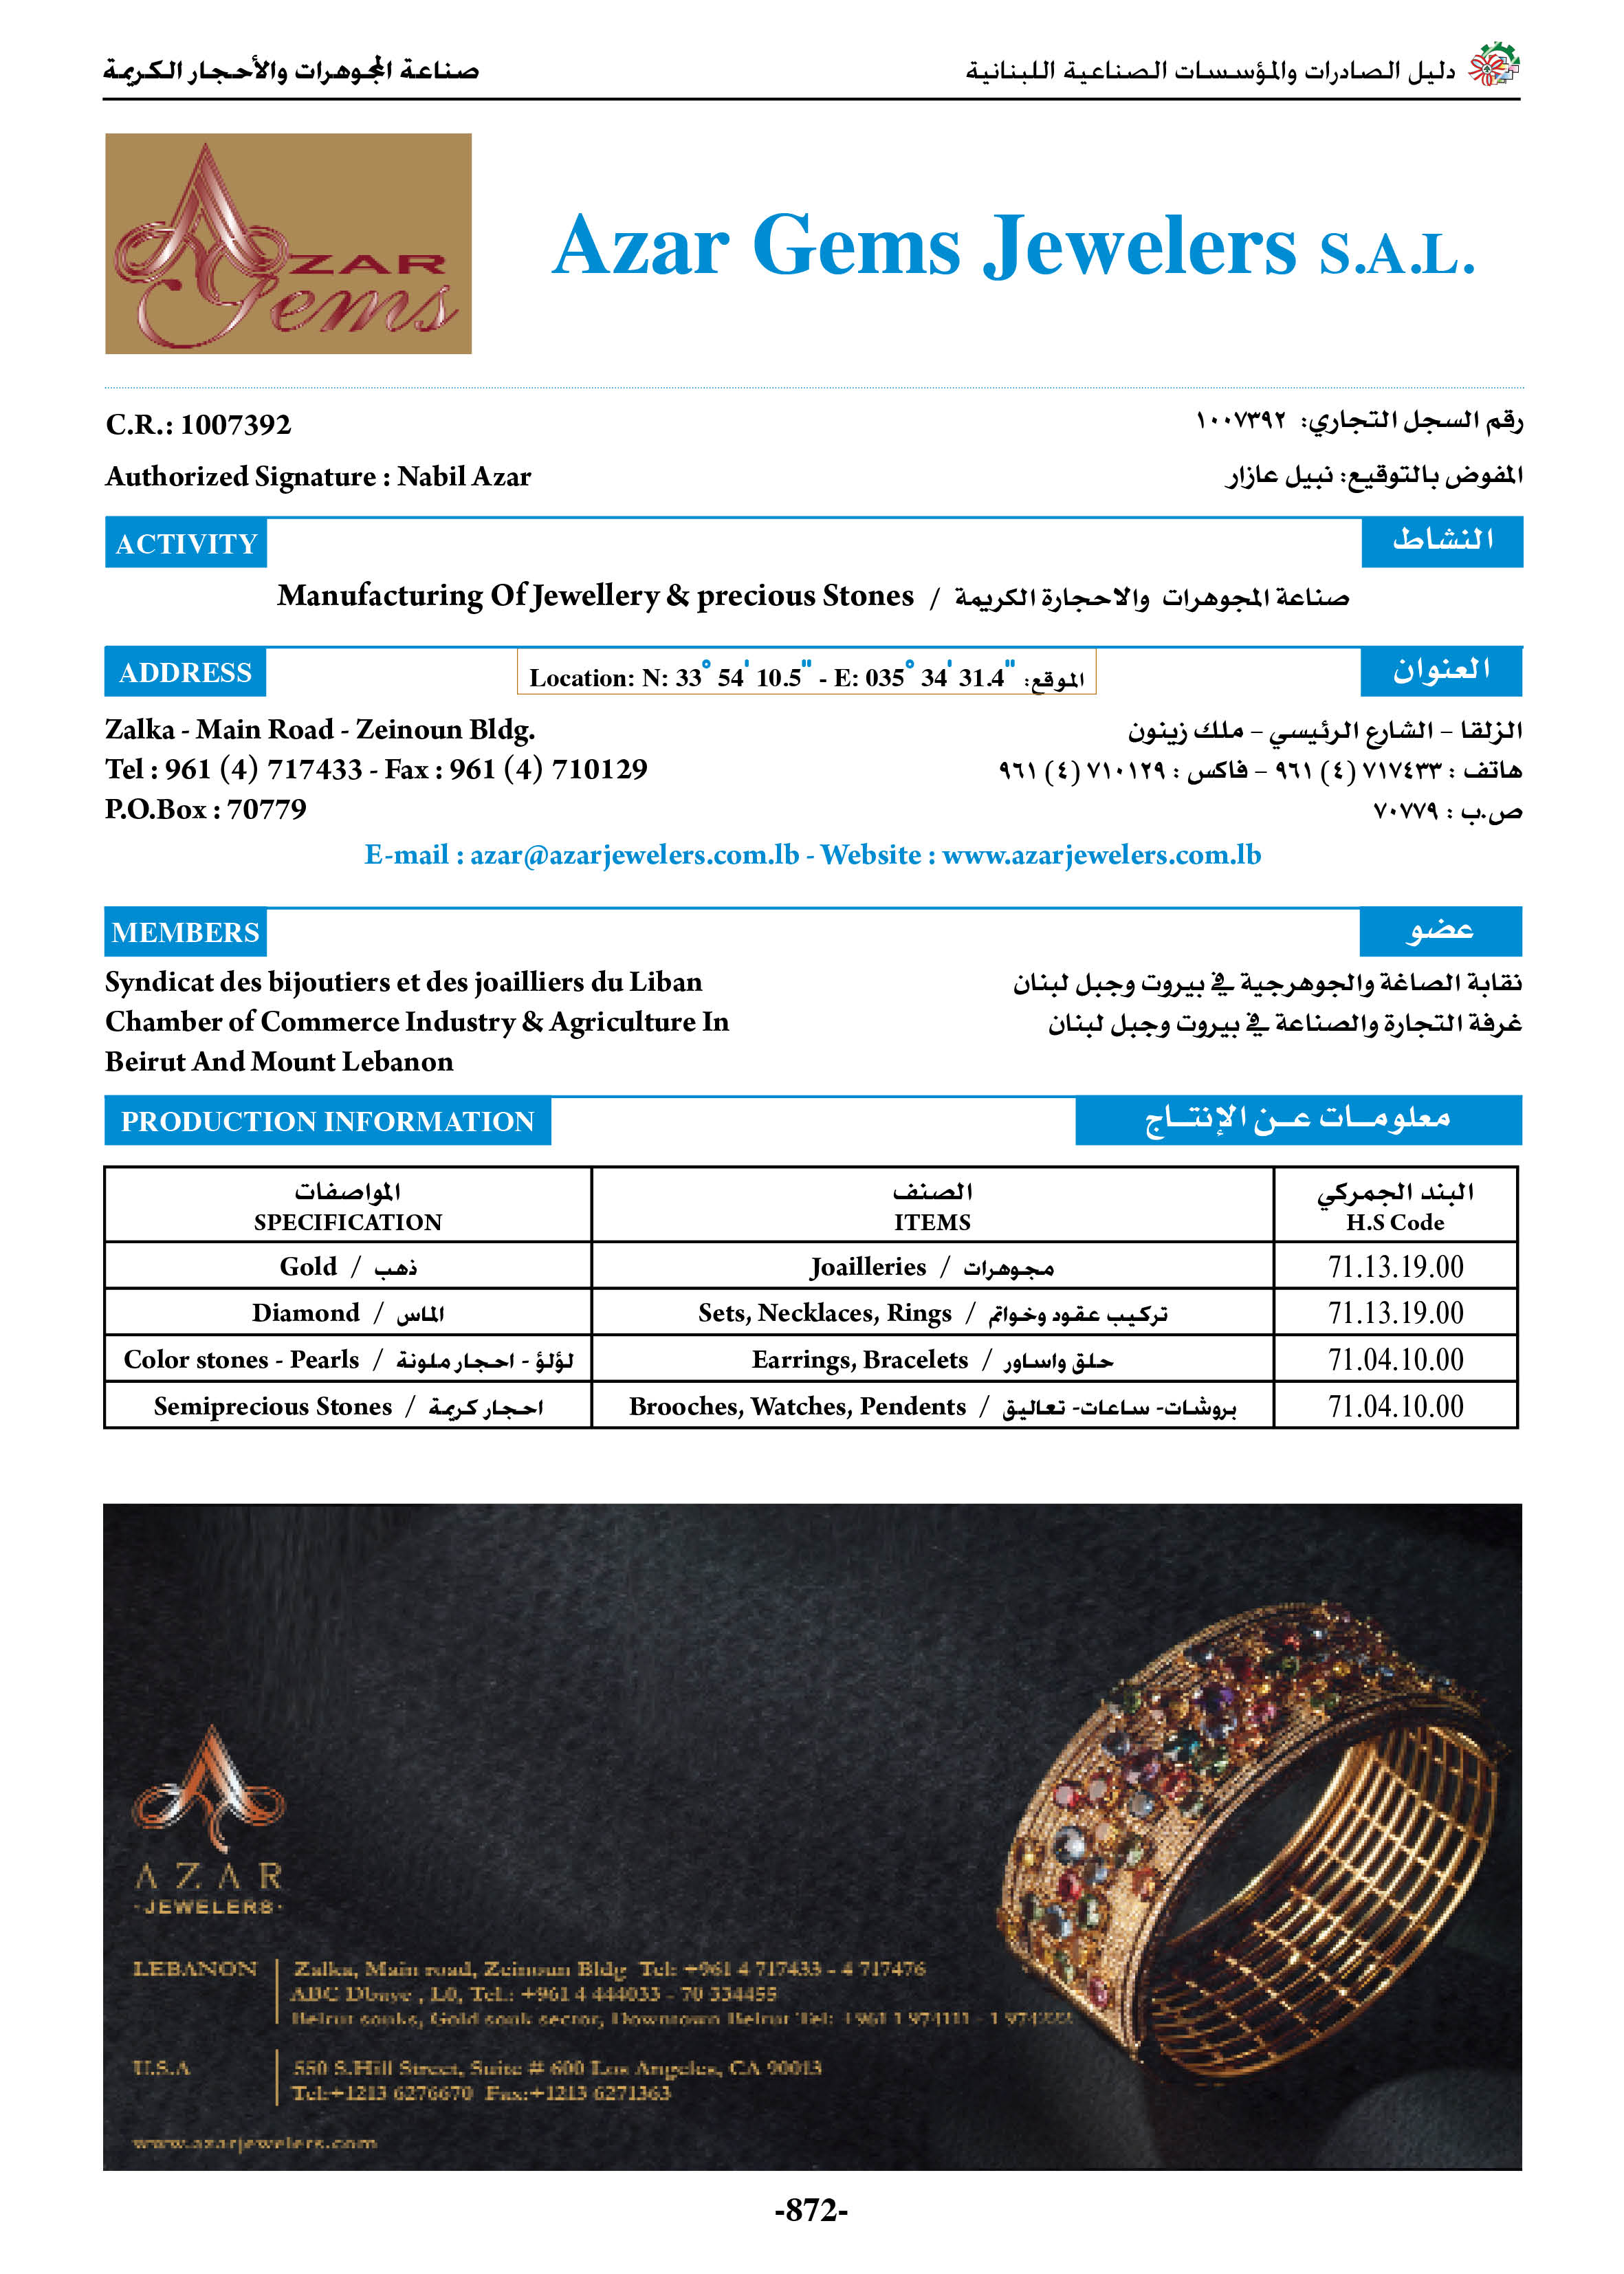 دليل الصادرات والمؤسسات الصناعية اللبنانية
صناعة المجوهرات والأحجار الكريمة
AZAR
Gems
Azar Gems Jewelers S.A.L.
C.R.: 1007392
رقم السجل التجاري: ١٠٠٧٣٩٢
Authorized Signature : Nabil Azar
المفوض بالتوقيع: نبيل عازار
ACTIVITY
النشاط
Manufacturing Of Jewellery & precious Stones / صناعة المجوهرات والاحجارة الكريمة
ADDRESS
Location: N: 33° 54' 10.5" - E: 035° 34' 31.4" :الموقع
العنوان
Zalka - Main Road - Zeinoun Bldg.
الزلقا – الشارع الرئيسي – ملك زينون
Tel : 961 (4) 717433 - Fax : 961 (4) 710129
هاتف : ٧١٧٤٣٣ (٤) ٩٦١ – فاكس : ٧١٠١٢٩ (٤) ٩٦١
P.O.Box : 70779
ص.ب : ٧٠٧٧٩
E-mail : azar@azarjewelers.com.lb - Website : www.azarjewelers.com.lb
MEMBERS
عضو
Syndicat des bijoutiers et des joailliers du Liban
نقابة الصاغة والجوهرجية في بيروت وجبل لبنان
Chamber of Commerce Industry & Agriculture In
Beirut And Mount Lebanon
غرفة التجارة والصناعة في بيروت وجبل لبنان
PRODUCTION INFORMATION
معلومــات عــن الإنتــاج
المواصفات
SPECIFICATION
الصنف
ITEMS
البند الجمركي
H.S Code
Gold / ذهب
Joailleries / مجوهرات
71.13.19.00
Diamond / الماس
Sets, Necklaces, Rings / تركيب عقود وخواتم
71.13.19.00
Color stones - Pearls / لؤلؤ - احجار ملونة
Earrings, Bracelets / حلق واساور
71.04.10.00
Semiprecious Stones / احجار كريمة
Brooches, Watches, Pendents / بروشات- ساعات- تعاليق
71.04.10.00
AZAR
·JEWELERS·
LEBANON
Zalka, Main road, Zeinoun Bldg Tel: +961 4 717433 - 4 717476
ABC Dbaye , L0, Tel.: +961 4 444033 - 70 334455
Beirut souks, Gold souk sector, Downtown Beirut Tel: +961 1 974111 - 1 974222
U.S.A
550 S.Hill Street, Suite # 600 Los Angeles, CA 90013
Tel:+1213 6276670 Fax:+1213 6271363
www.azarjewelers.com
-872-